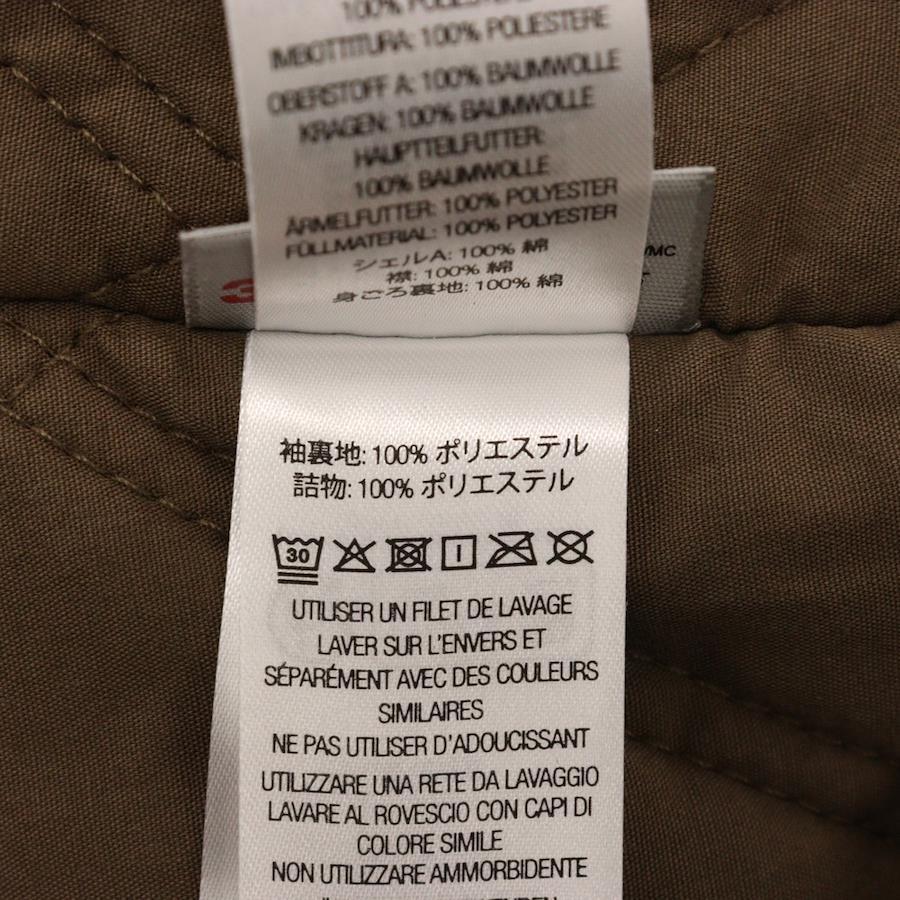 100% POLIESTERE
IMBOTTITURA: 100% POLIESTERE
OBERSTOFF A: 100% BAUMWOLLE
KRAGEN: 100% BAUMWOLLE
HAUPTTEILFUTTER:
100% BAUMWOLLE
ÄRMELFUTTER: 100% POLYESTER
FÜLLMATERIAL: 100% POLYESTER
シェルA: 100% 綿
襟: 100% 綿
身ごろ裏地: 100% 綿
袖裏地: 100% ポリエステル
詰物: 100% ポリエステル
30
UTILISER UN FILET DE LAVAGE
LAVER SUR L'ENVERS ET
SÉPARÉMENT AVEC DES COULEURS
SIMILAIRES
NE PAS UTILISER D'ADOUCISSANT
UTILIZZARE UNA RETE DA LAVAGGIO
LAVARE AL ROVESCIO CON CAPI DI
COLORE SIMILE
NON UTILIZZARE AMMORBIDENTE